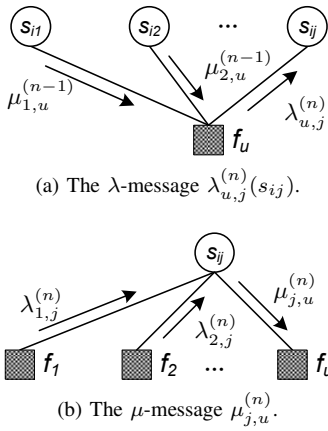 s_{i1} s_{i2} ... s_{ij}
μ_{1,u}^{(n-1)} μ_{2,u}^{(n-1)} λ_{u,j}^{(n)}
f_u
(a) The λ-message λ_{u,j}^{(n)}(s_{ij}).
s_{ij}
λ_{1,j}^{(n)} λ_{2,j}^{(n)} μ_{j,u}^{(n)}
f_1 f_2 ... f_u
(b) The μ-message μ_{j,u}^{(n)}.